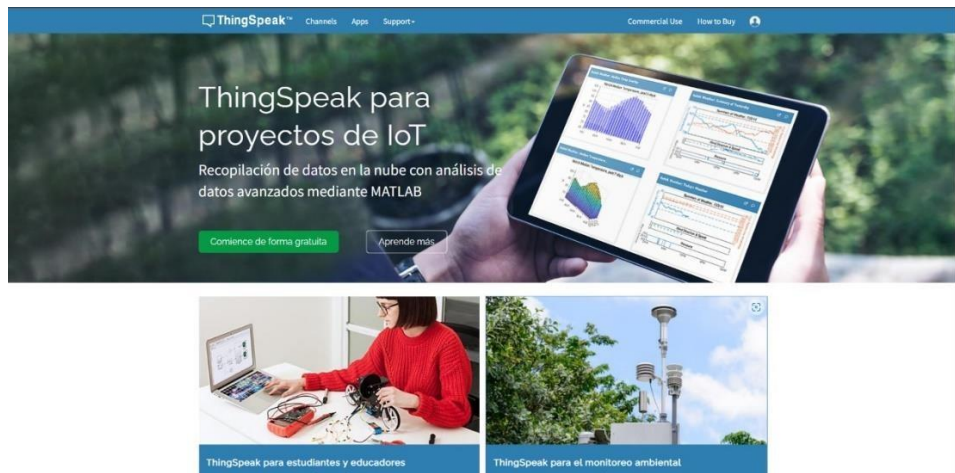 ThingSpeak™ Channels Apps Support Commercial Use How to Buy
ThingSpeak para
proyectos de IoT
Recopilación de datos en la nube con análisis de
datos avanzados mediante MATLAB
Comience de forma gratuita Aprende más
ThingSpeak para estudiantes y educadores
ThingSpeak para el monitoreo ambiental